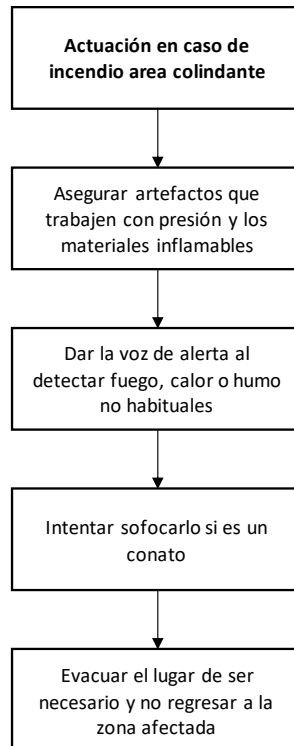 Actuación en caso de
incendio area colindante
Asegurar artefactos que
trabajen con presión y los
materiales inflamables
Dar la voz de alerta al
detectar fuego, calor o humo
no habituales
Intentar sofocarlo si es un
conato
Evacuar el lugar de ser
necesario y no regresar a la
zona afectada